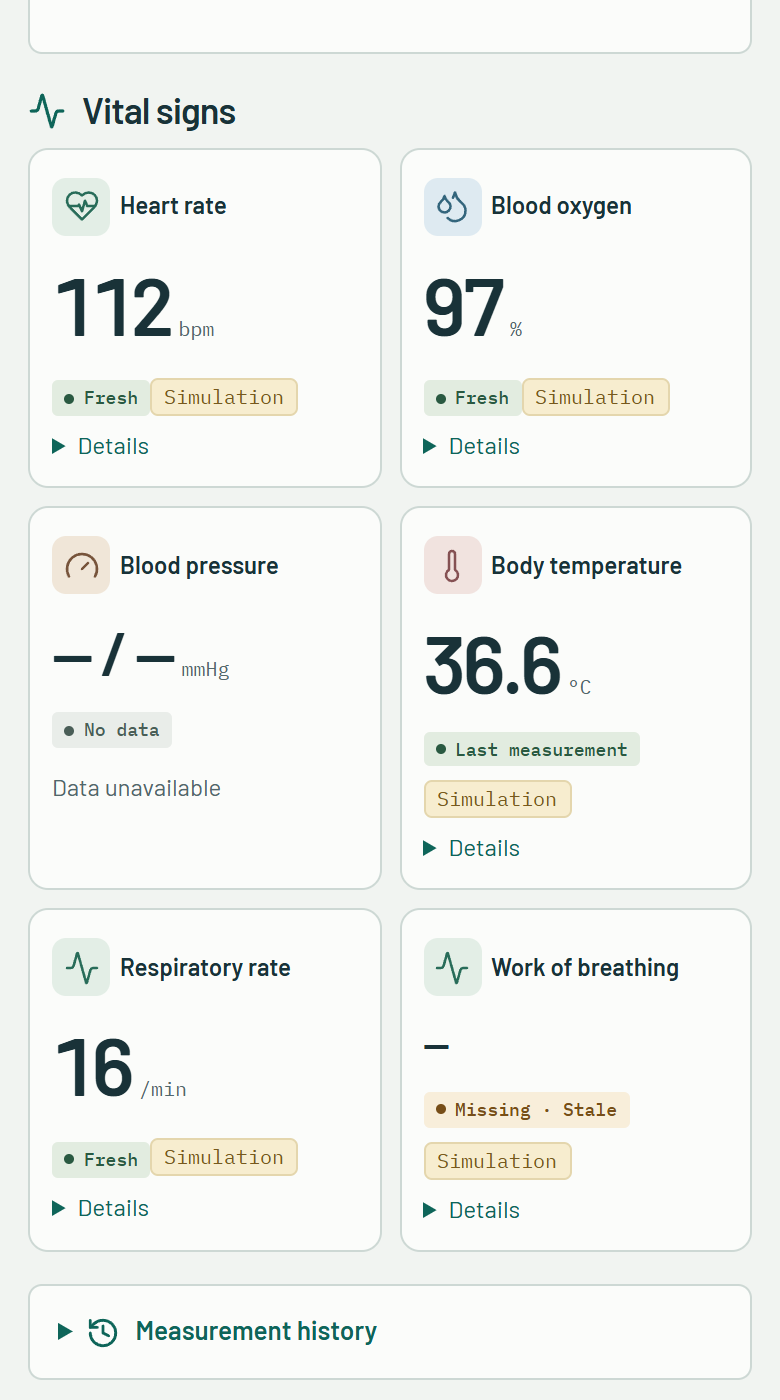 Vital signs
Heart rate
112 bpm
Fresh Simulation
Details
Blood oxygen
97 %
Fresh Simulation
Details
Blood pressure
–/– mmHg
No data
Data unavailable
Body temperature
36.6 °C
Last measurement
Simulation
Details
Respiratory rate
16 /min
Fresh Simulation
Details
Work of breathing
–
Missing · Stale
Simulation
Details
Measurement history